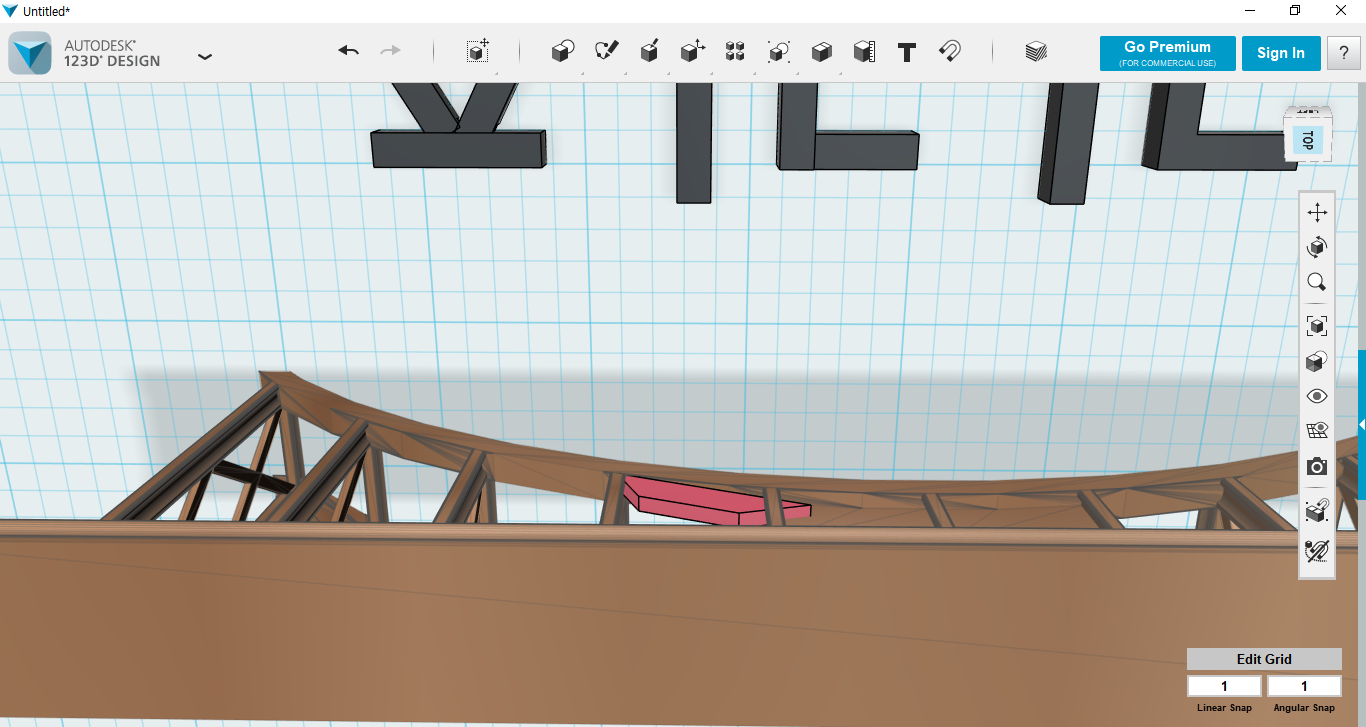 Untitled*
AUTODESK®
123D® DESIGN
T
Go Premium
(FOR COMMERCIAL USE)
Sign In
?
TOP
Edit Grid
1
1
Linear Snap
Angular Snap